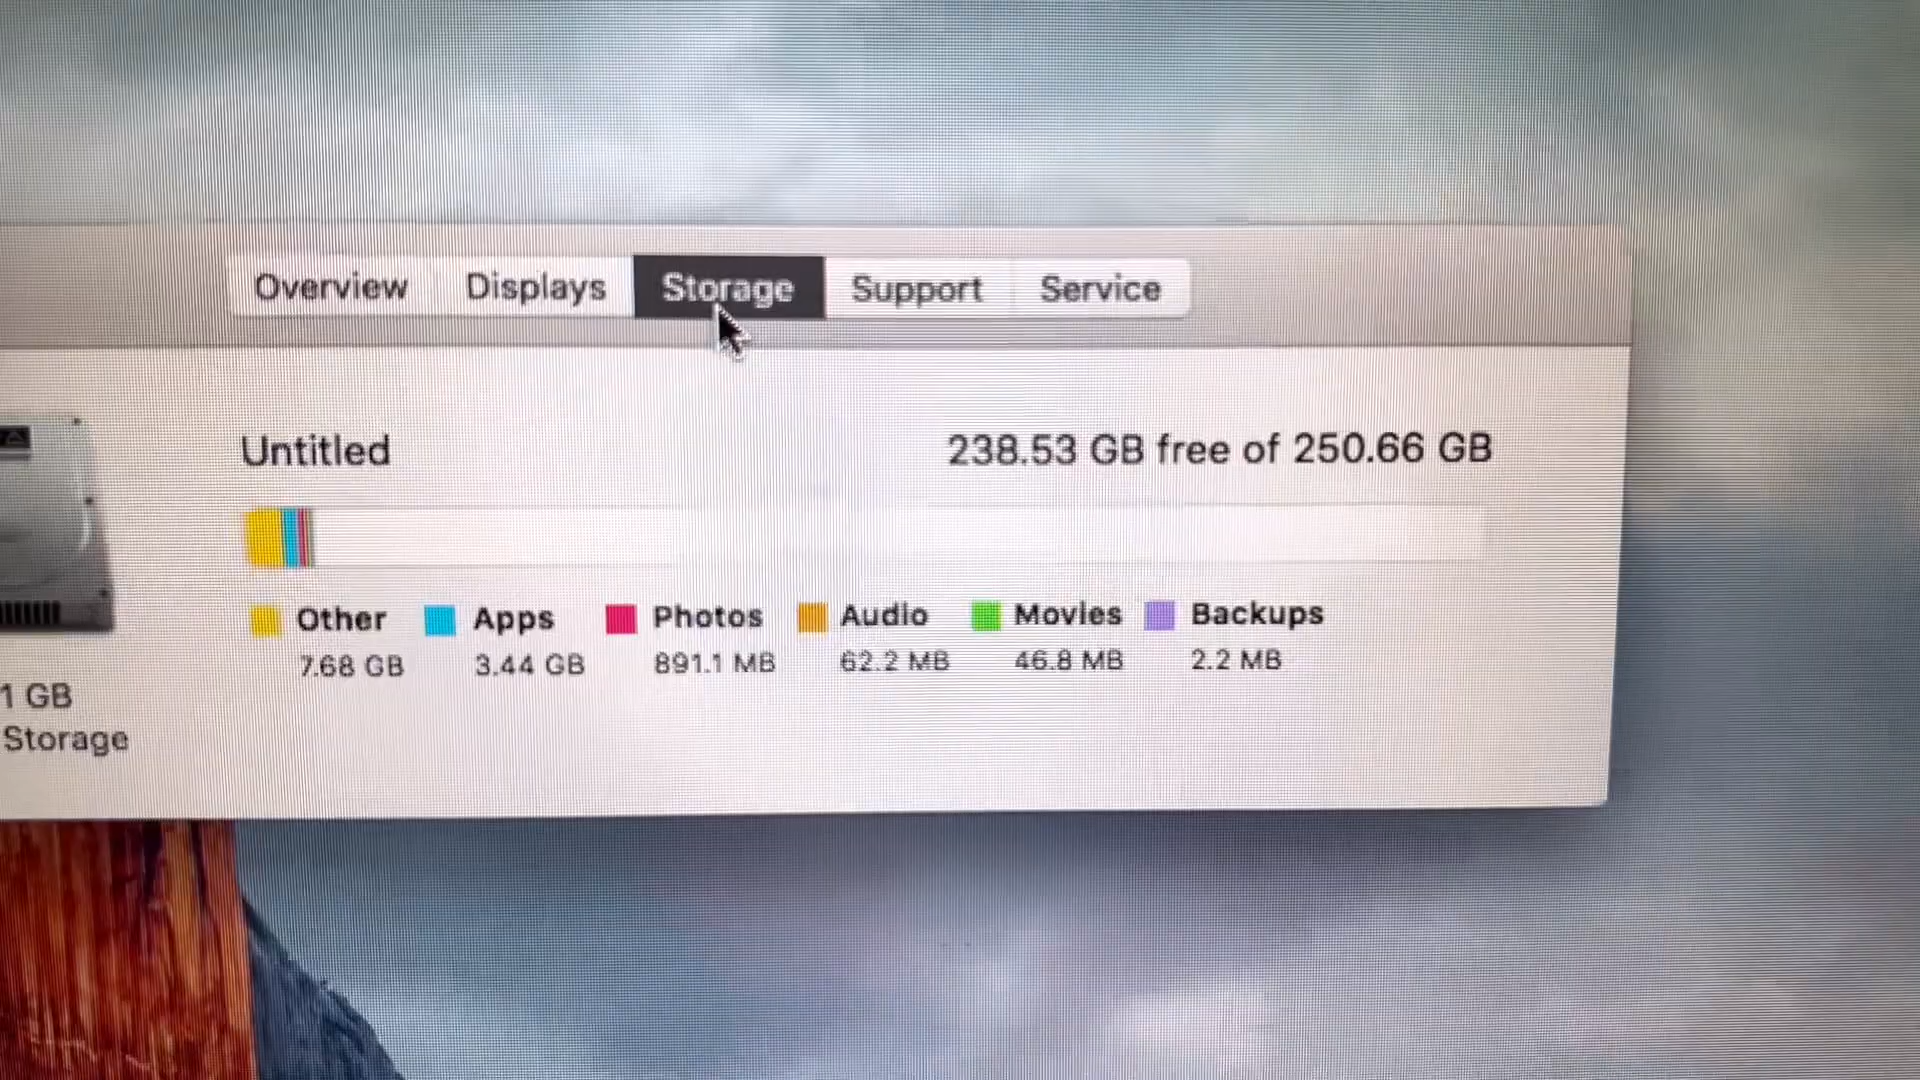 Overview Displays Storage Support Service
Untitled 238.53 GB free of 250.66 GB
Other Apps Photos Audio Movies Backups
7.68 GB 3.44 GB 891.1 MB 62.2 MB 46.8 MB 2.2 MB
1 GB
Storage